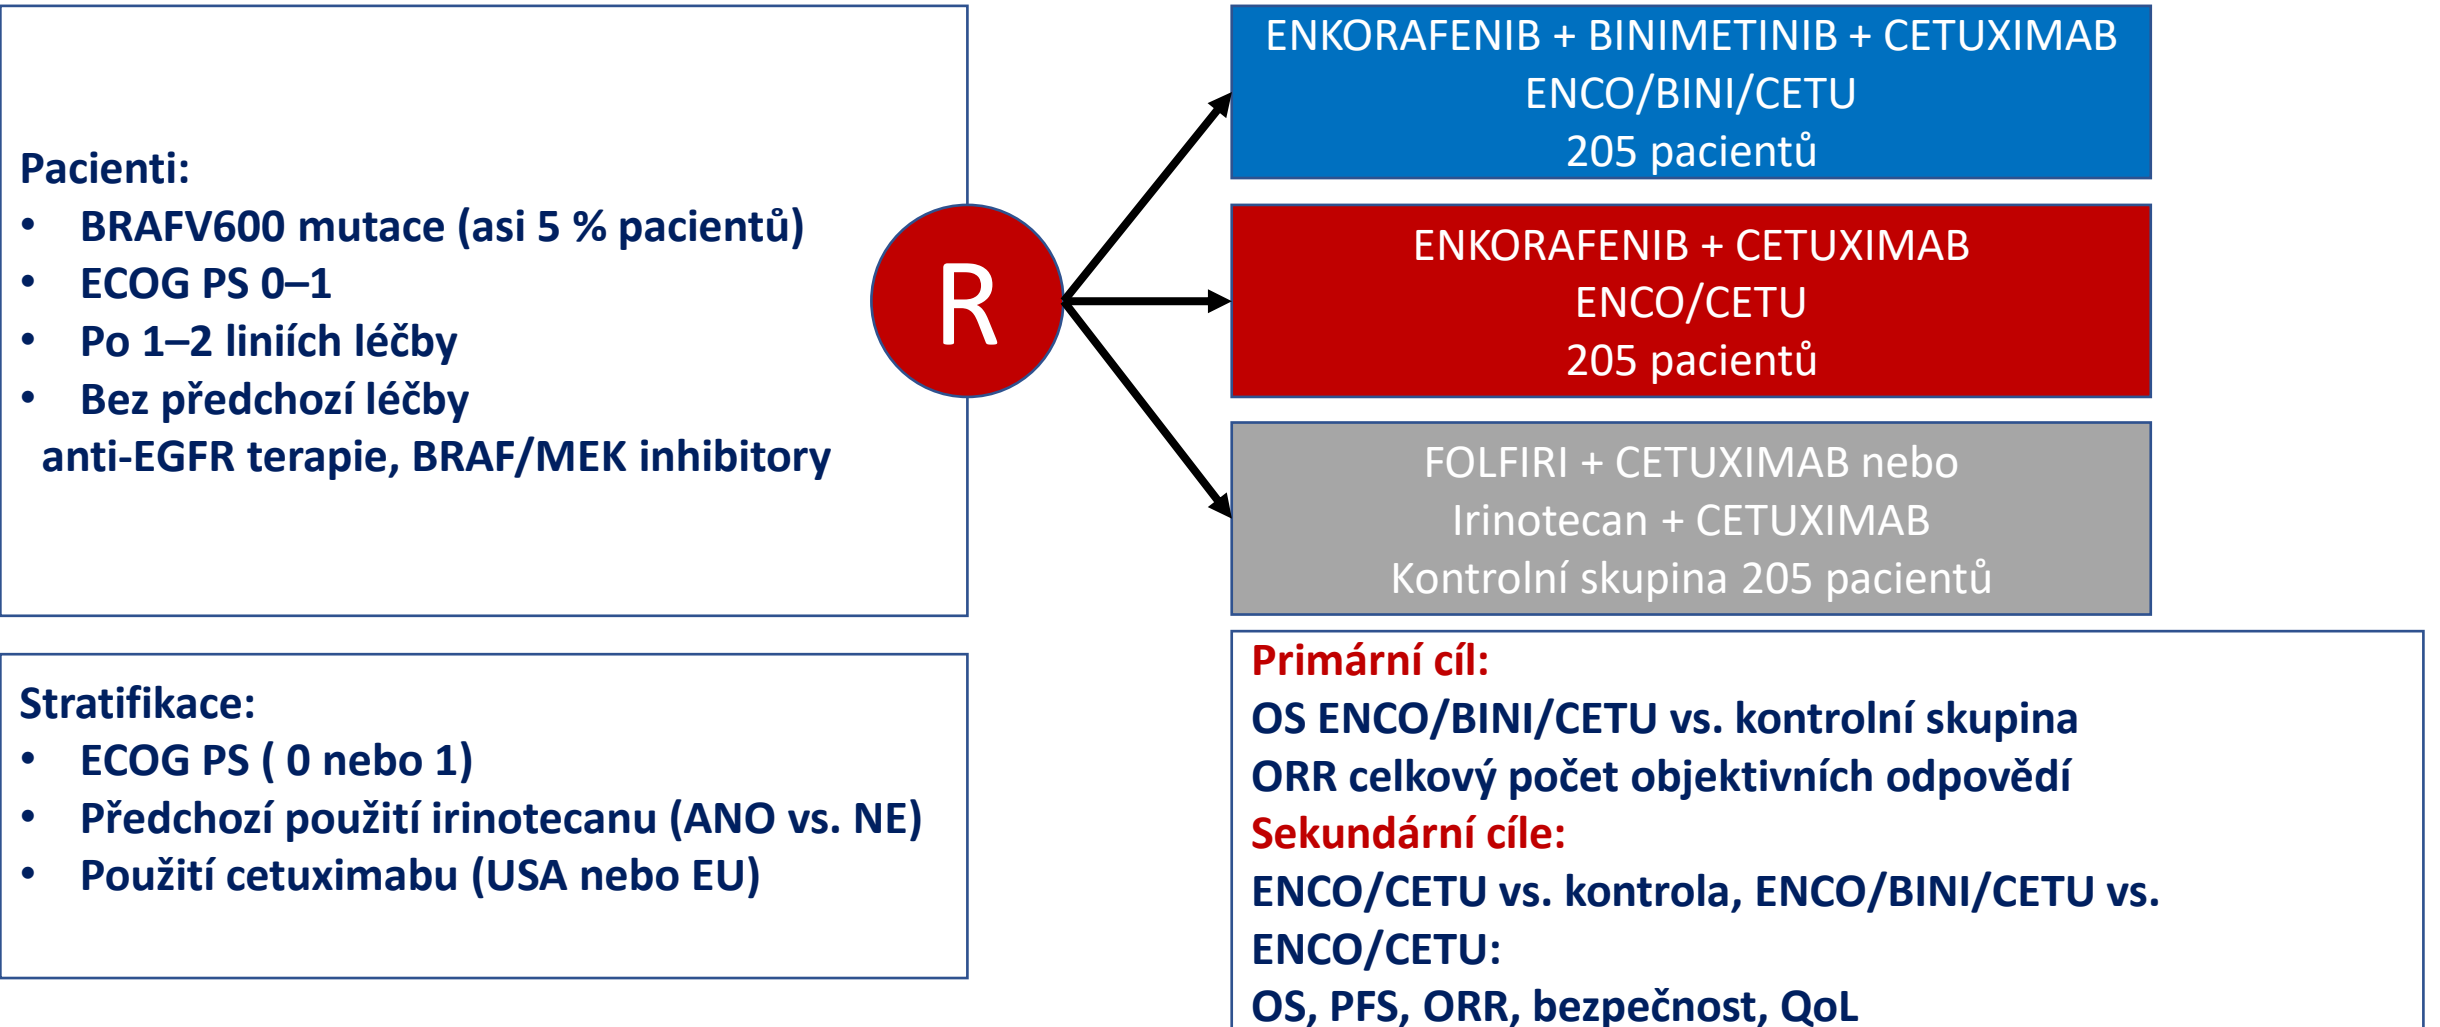 Pacienti:
• BRAFV600 mutace (asi 5 % pacientů)
• ECOG PS 0–1
• Po 1–2 liniích léčby
• Bez předchozí léčby
anti-EGFR terapie, BRAF/MEK inhibitory
R
ENKORAFENIB + BINIMETINIB + CETUXIMAB
ENCO/BINI/CETU
205 pacientů
ENKORAFENIB + CETUXIMAB
ENCO/CETU
205 pacientů
FOLFIRI + CETUXIMAB nebo
Irinotecan + CETUXIMAB
Kontrolní skupina 205 pacientů
Stratifikace:
• ECOG PS ( 0 nebo 1)
• Předchozí použití irinotecanu (ANO vs. NE)
• Použití cetuximabu (USA nebo EU)
Primární cíl:
OS ENCO/BINI/CETU vs. kontrolní skupina
ORR celkový počet objektivních odpovědí
Sekundární cíle:
ENCO/CETU vs. kontrola, ENCO/BINI/CETU vs.
ENCO/CETU:
OS, PFS, ORR, bezpečnost, QoL